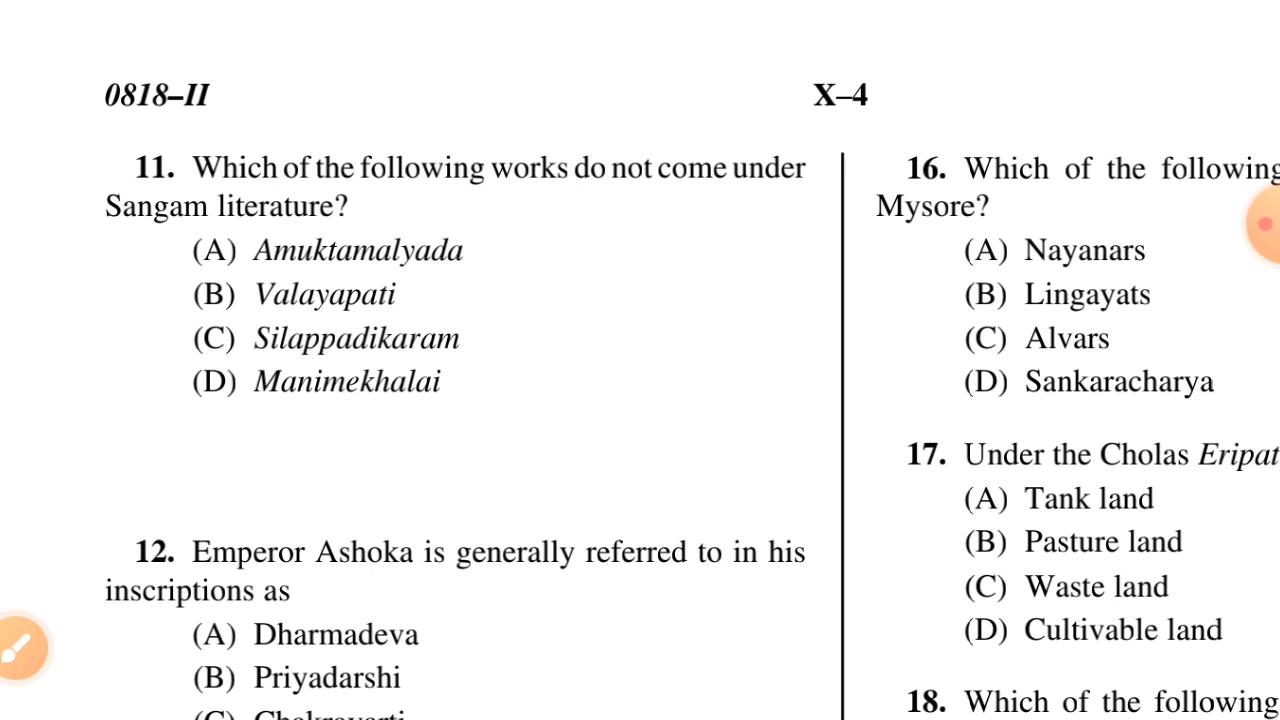 0818–II
X–4
11. Which of the following works do not come under
Sangam literature?
(A) Amuktamalyada
(B) Valayapati
(C) Silappadikaram
(D) Manimekhalai
12. Emperor Ashoka is generally referred to in his
inscriptions as
(A) Dharmadeva
(B) Priyadarshi
(C) Chakravarti
16. Which of the following
Mysore?
(A) Nayanars
(B) Lingayats
(C) Alvars
(D) Sankaracharya
17. Under the Cholas Eripat
(A) Tank land
(B) Pasture land
(C) Waste land
(D) Cultivable land
18. Which of the following